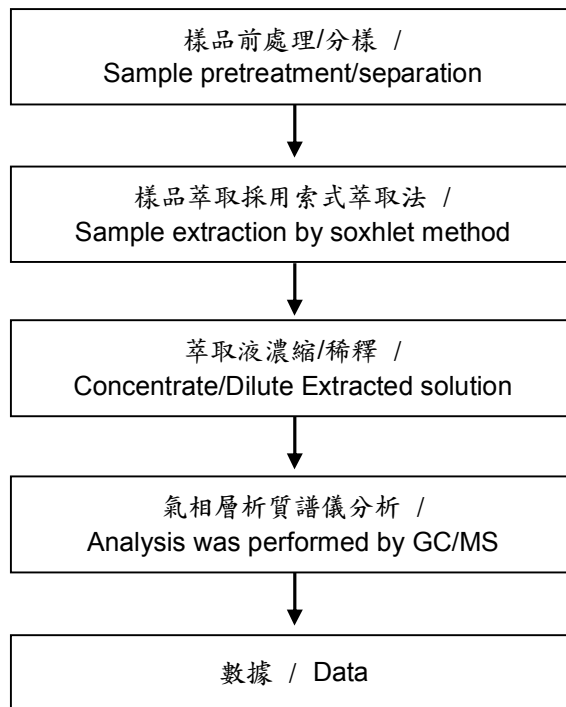 樣品前處理/分樣 /
Sample pretreatment/separation
樣品萃取採用索式萃取法 /
Sample extraction by soxhlet method
萃取液濃縮/稀釋 /
Concentrate/Dilute Extracted solution
氣相層析質譜儀分析 /
Analysis was performed by GC/MS
數據 / Data